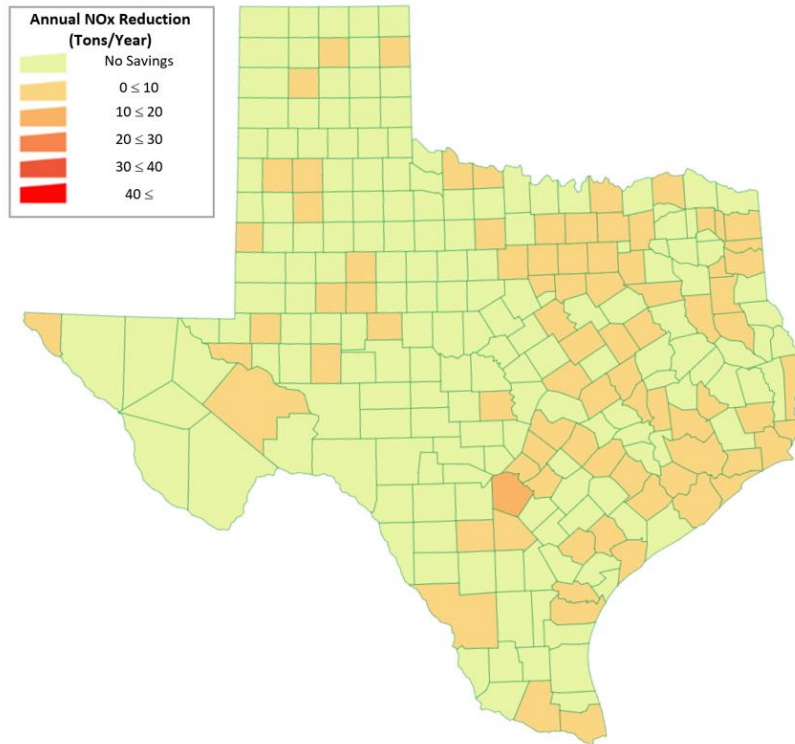 Annual NOx Reduction
(Tons/Year)
No Savings
0 ≤ 10
10 ≤ 20
20 ≤ 30
30 ≤ 40
40 ≤